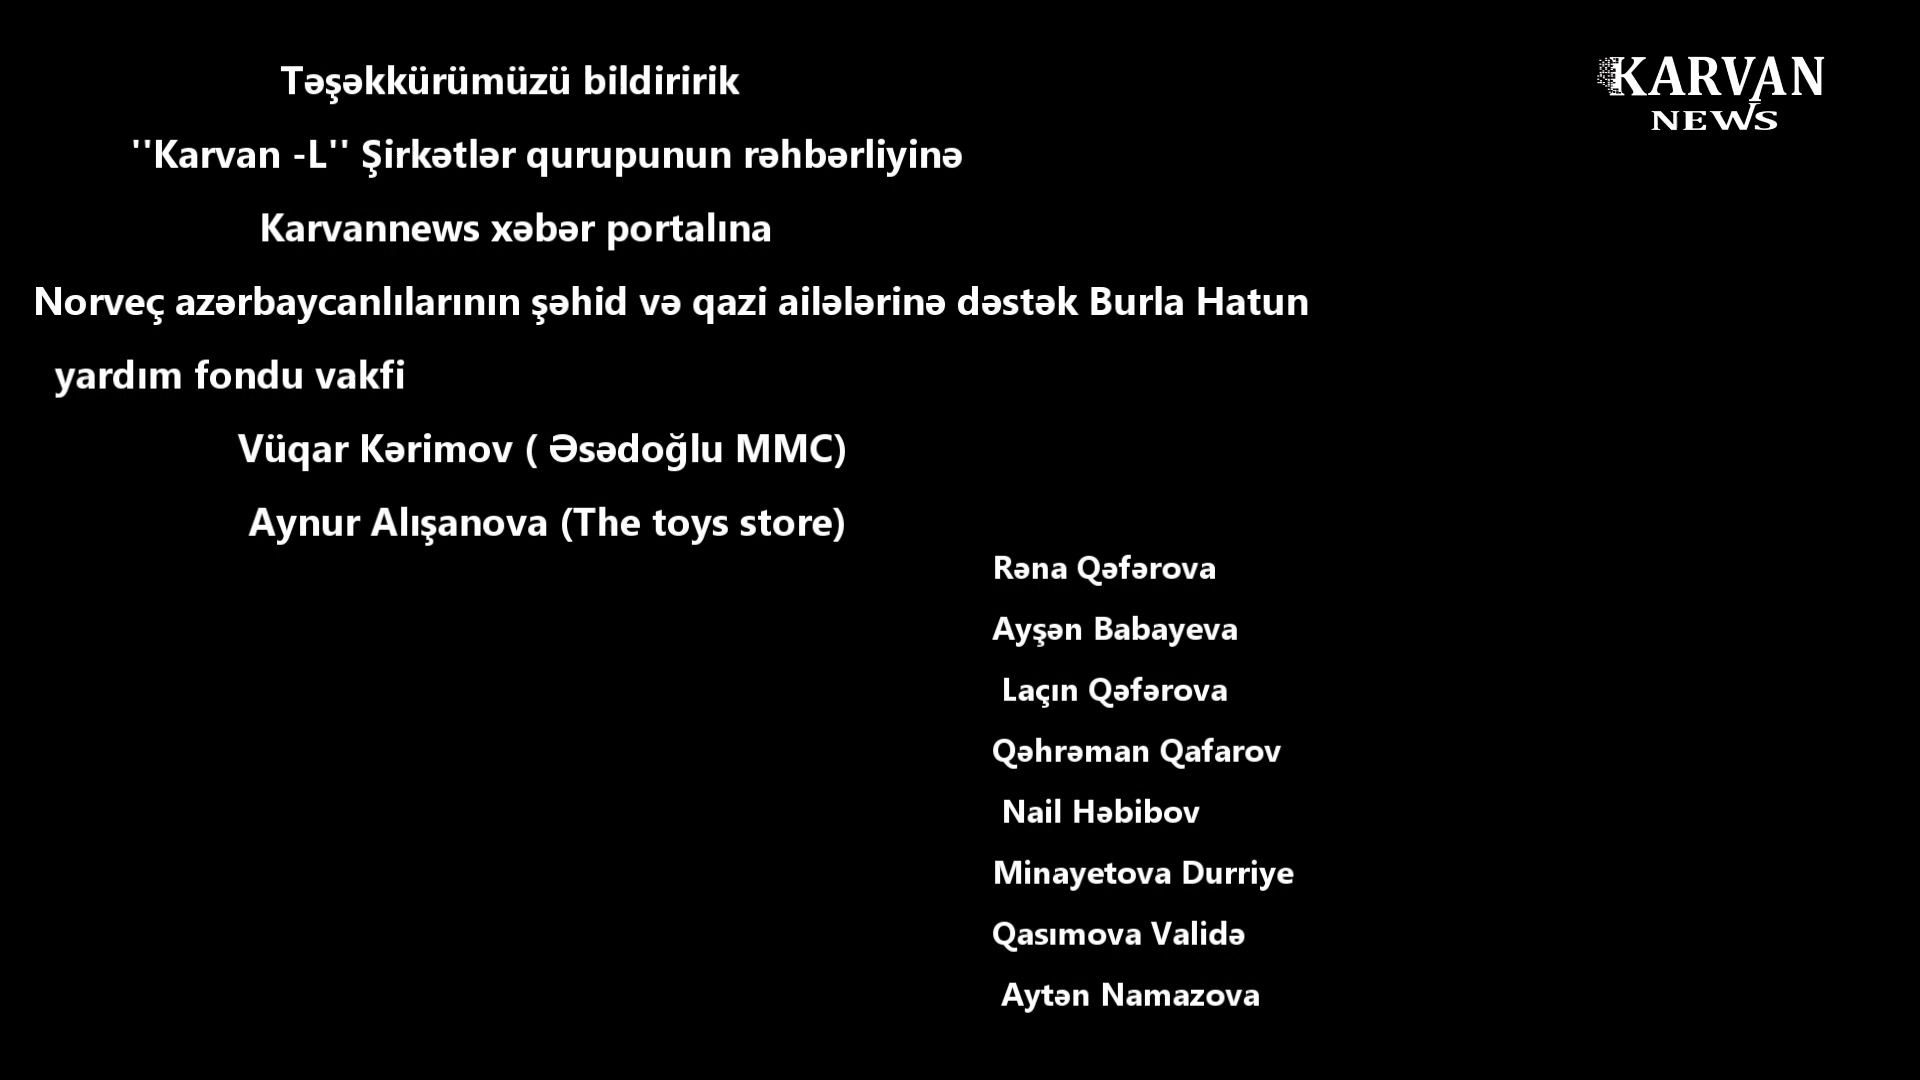 Təşəkkürümüzü bildiririk
''Karvan -L'' Şirkətlər qurupunun rəhbərliyinə
Karvannews xəbər portalına
Norveç azərbaycanlılarının şəhid və qazi ailələrinə dəstək Burla Hatun
yardım fondu vakfi
Vüqar Kərimov ( Əsədoğlu MMC)
Aynur Alışanova (The toys store)
Rəna Qəfərova
Ayşən Babayeva
Laçın Qəfərova
Qəhrəman Qafarov
Nail Həbibov
Minayetova Durriye
Qasımova Validə
Aytən Namazova
KARVAN
NEWS